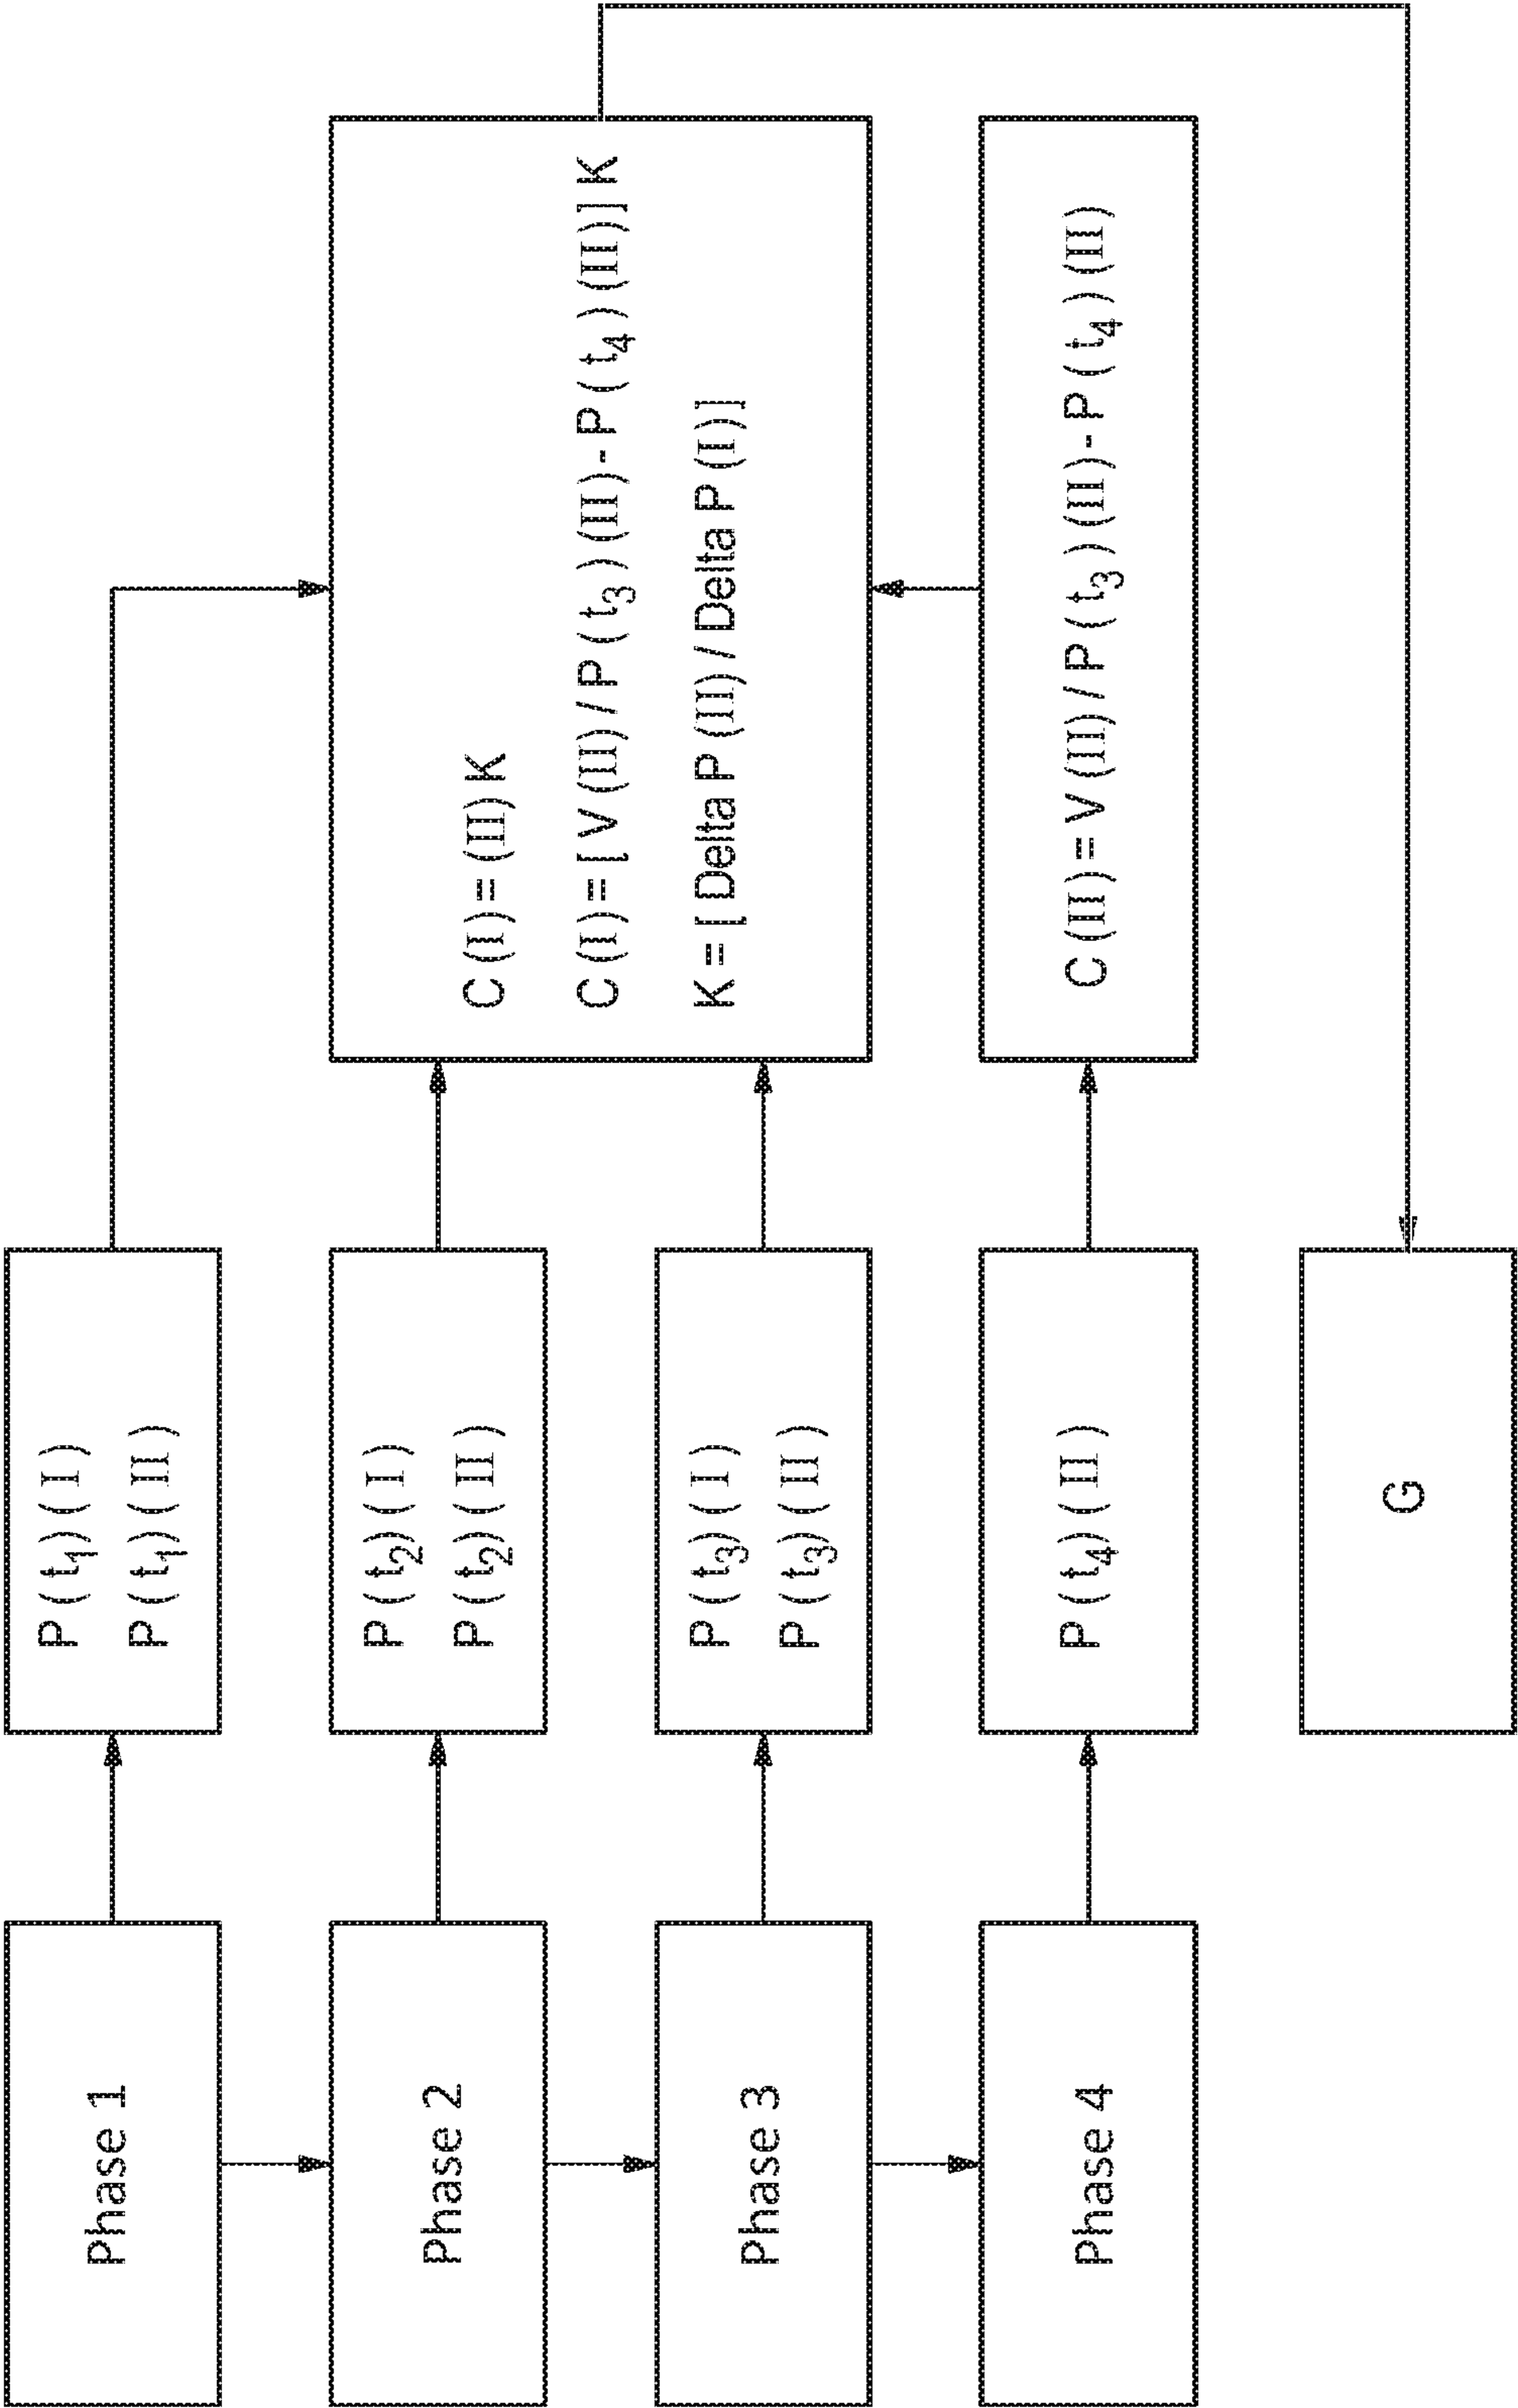 Phase 1
P ( t1) ( I )
P ( t1) ( II )
Phase 2
P ( t2) ( I )
P ( t2) ( II )
C (I) = (II) K
C (I) = [ V (II) / P ( t3 ) (II) - P ( t4 ) (II)] K
K = [ Delta P (II) / Delta P (I)]
Phase 3
P ( t3) ( I )
P ( t3) ( II )
Phase 4
P ( t4) ( II )
C (II) = V (II) / P ( t3 ) (II) - P ( t4 ) (II)
G